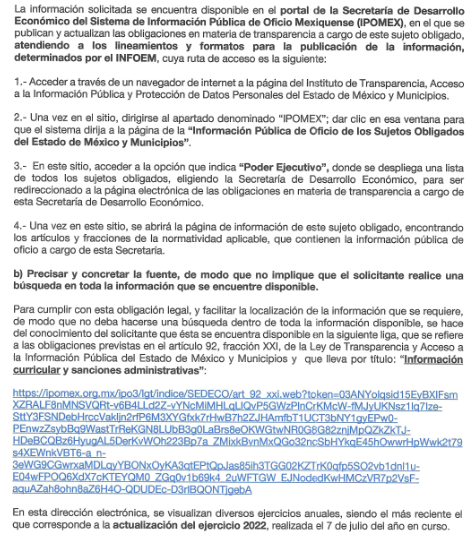 La información solicitada se encuentra disponible en el portal de la Secretaría de Desarrollo
Económico del Sistema de Información Pública de Oficio Mexiquense (IPOMEX), en el que se
publican y actualizan las obligaciones en materia de transparencia a cargo de este sujeto obligado,
atendiendo a los lineamientos y formatos para la publicación de la información,
determinados por el INFOEM, cuya ruta de acceso es la siguiente:
1.- Acceder a través de un navegador de internet a la página del Instituto de Transparencia, Acceso
a la Información Pública y Protección de Datos Personales del Estado de México y Municipios.
2.- Una vez en el sitio, dirigirse al apartado denominado "IPOMEX"; dar clic en esa ventana para
que el sistema dirija a la página de la "Información Pública de Oficio de los Sujetos Obligados
del Estado de México y Municipios".
3.- En este sitio, acceder a la opción que indica "Poder Ejecutivo", donde se despliega una lista
de todos los sujetos obligados, eligiendo la Secretaría de Desarrollo Económico, para ser
redireccionado a la página electrónica de las obligaciones en materia de transparencia a cargo de
esta Secretaría de Desarrollo Económico.
4.- Una vez en este sitio, se abrirá la página de información de este sujeto obligado, encontrando
los artículos y fracciones de la normatividad aplicable, que contienen la información pública de
oficio a cargo de esta Secretaría.
b) Precisar y concretar la fuente, de modo que no implique que el solicitante realice una
búsqueda en toda la información que se encuentre disponible.
Para cumplir con esta obligación legal, y facilitar la localización de la información que se requiere,
de modo que no deba hacerse una búsqueda dentro de toda la información disponible, se hace
del conocimiento del solicitante que ésta se encuentra disponible en la siguiente liga, que se refiere
a las obligaciones previstas en el artículo 92, fracción XXI, de la Ley de Transparencia y Acceso a
la Información Pública del Estado de México y Municipios y que lleva por título: "Información
curricular y sanciones administrativas":
https://ipomex.org.mx/ipo3/lgt/indice/SEDECO/art_92_xxi.web?token=
En esta dirección electrónica, se visualizan diversos ejercicios anuales, siendo el más reciente el
que corresponde a la actualización del ejercicio 2022, realizada el 7 de julio del año en curso.